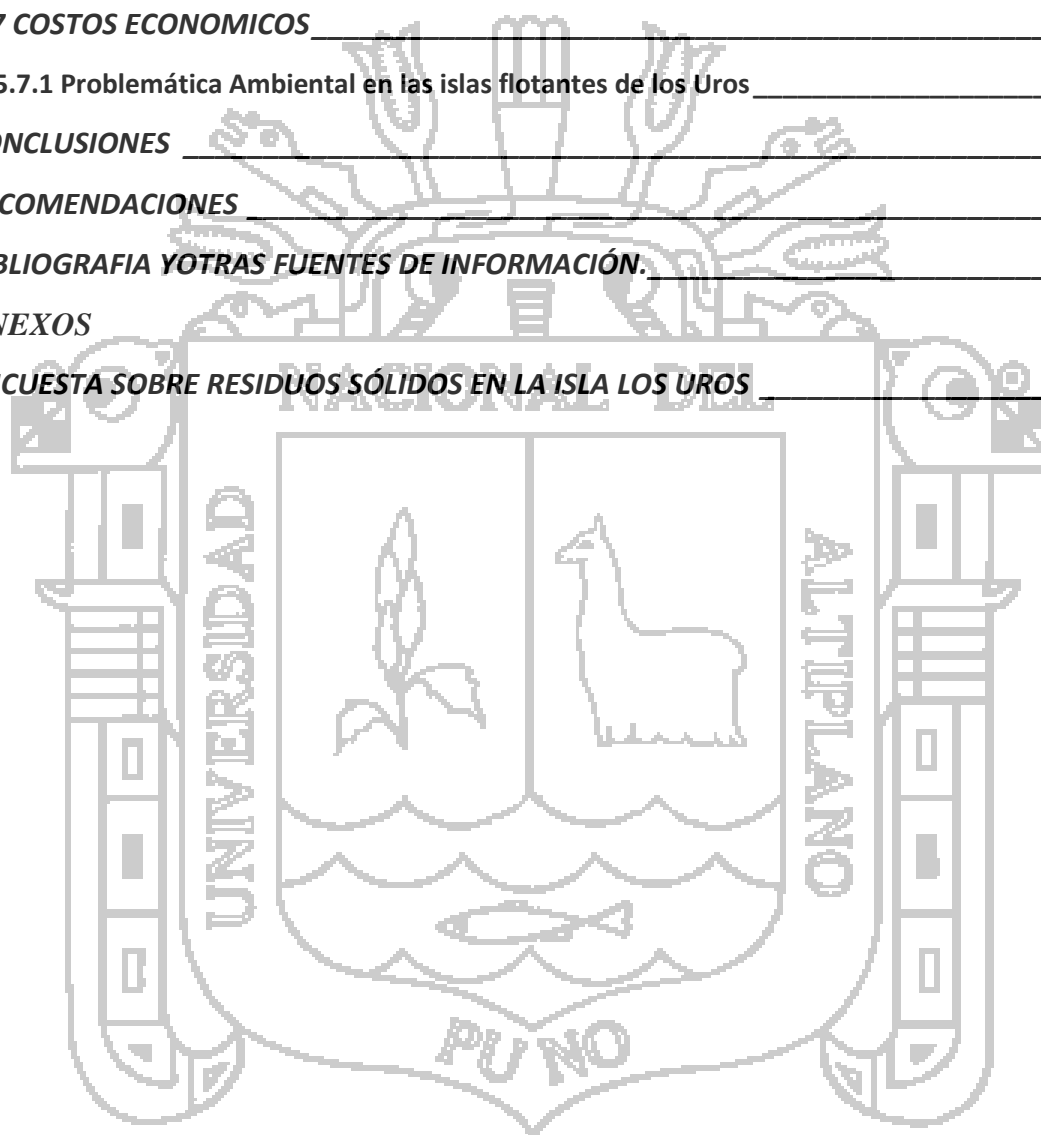 7 COSTOS ECONOMICOS
5.7.1 Problemática Ambiental en las islas flotantes de los Uros
ONCLUSIONES
COMENDACIONES
BLIOGRAFIA YOTRAS FUENTES DE INFORMACIÓN.
NEXOS
CUESTA SOBRE RESIDUOS SÓLIDOS EN LA ISLA LOS UROS
NACIONAL DEL
UNIVERSIDAD
ALTIPLANO
PUNO